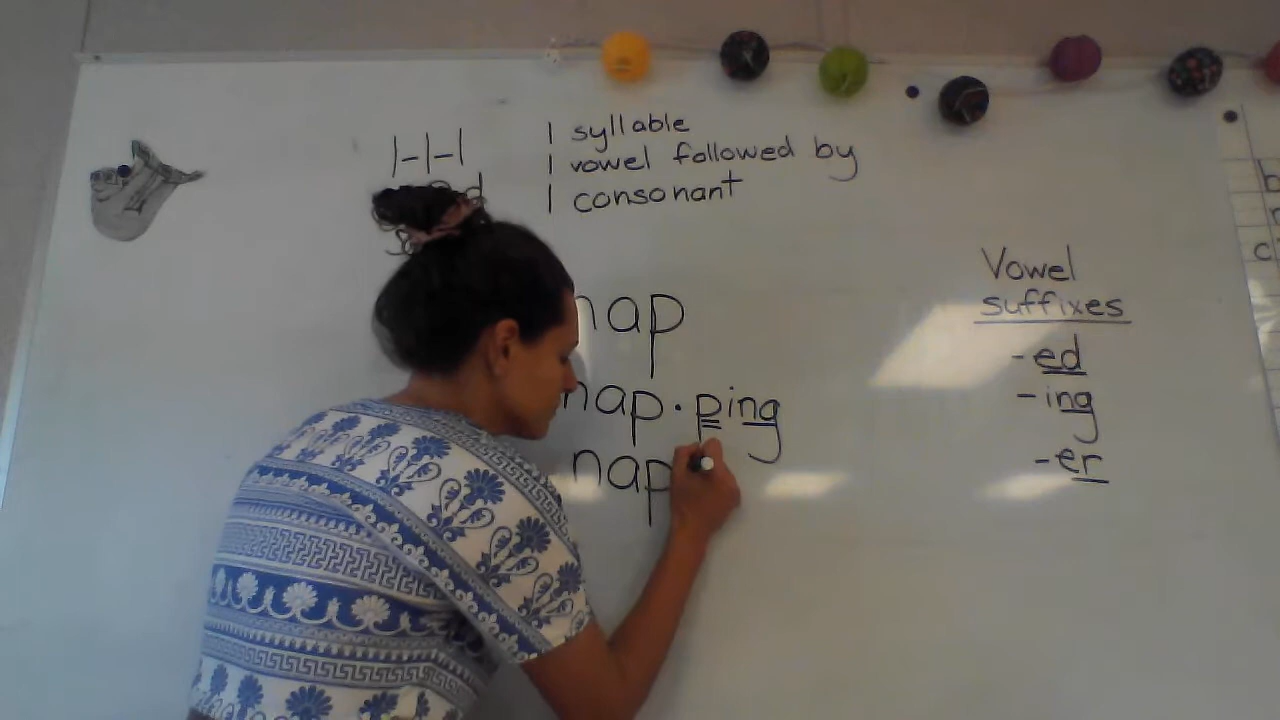 1-1-1
1 syllable
1 vowel followed by
1 consonant
nap
nap·ping
nap
Vowel
suffixes
-ed
-ing
-er